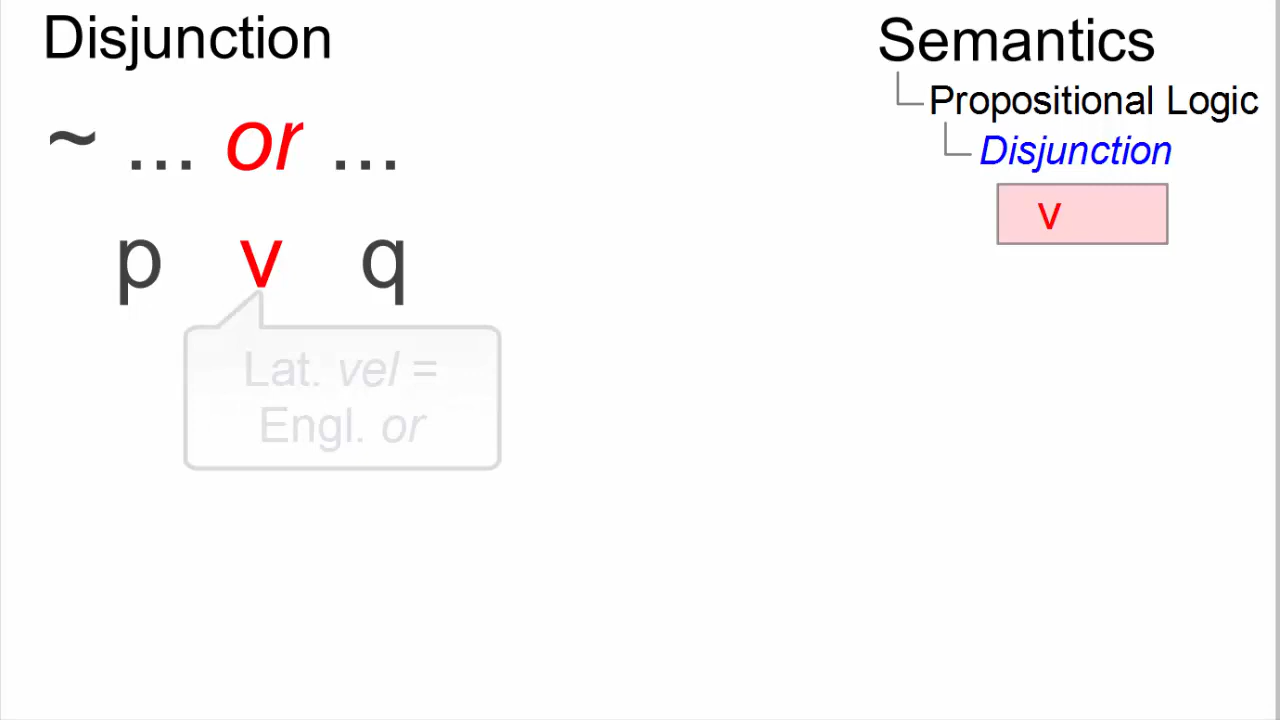 Disjunction
~ ... or ...
p v q
Lat. vel =
Engl. or
Semantics
Propositional Logic
Disjunction
v